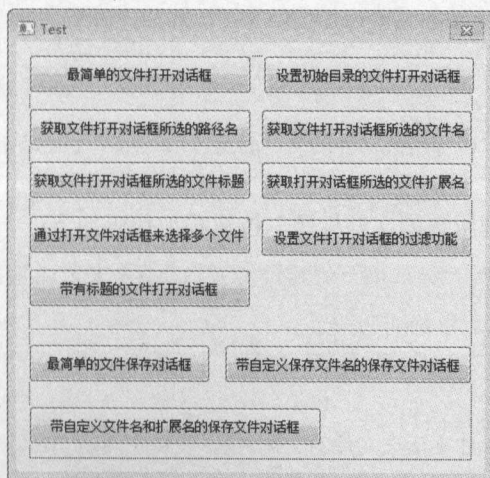 Test
最简单的文件打开对话框
设置初始目录的文件打开对话框
获取文件打开对话框所选的路径名
获取文件打开对话框所选的文件名
获取文件打开对话框所选的文件标题
获取打开对话框所选的文件扩展名
通过打开文件对话框来选择多个文件
设置文件打开对话框的过滤功能
带有标题的文件打开对话框
最简单的文件保存对话框
带自定义保存文件名的保存文件对话框
带自定义文件名和扩展名的保存文件对话框